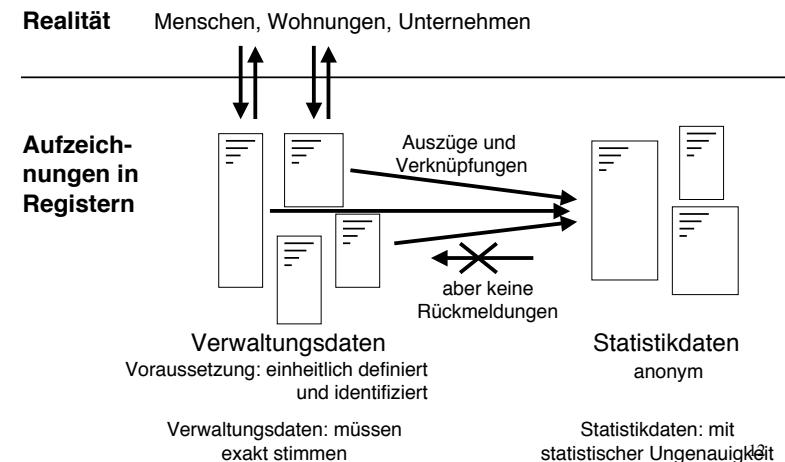 Realität Menschen, Wohnungen, Unternehmen
Aufzeich-
nungen in
Registern
Auszüge und
Verknüpfungen
aber keine
Rückmeldungen
Verwaltungsdaten
Voraussetzung: einheitlich definiert
und identifiziert
Statistikdaten
anonym
Verwaltungsdaten: müssen
exakt stimmen
Statistikdaten: mit
statistischer Ungenauigkeit
12